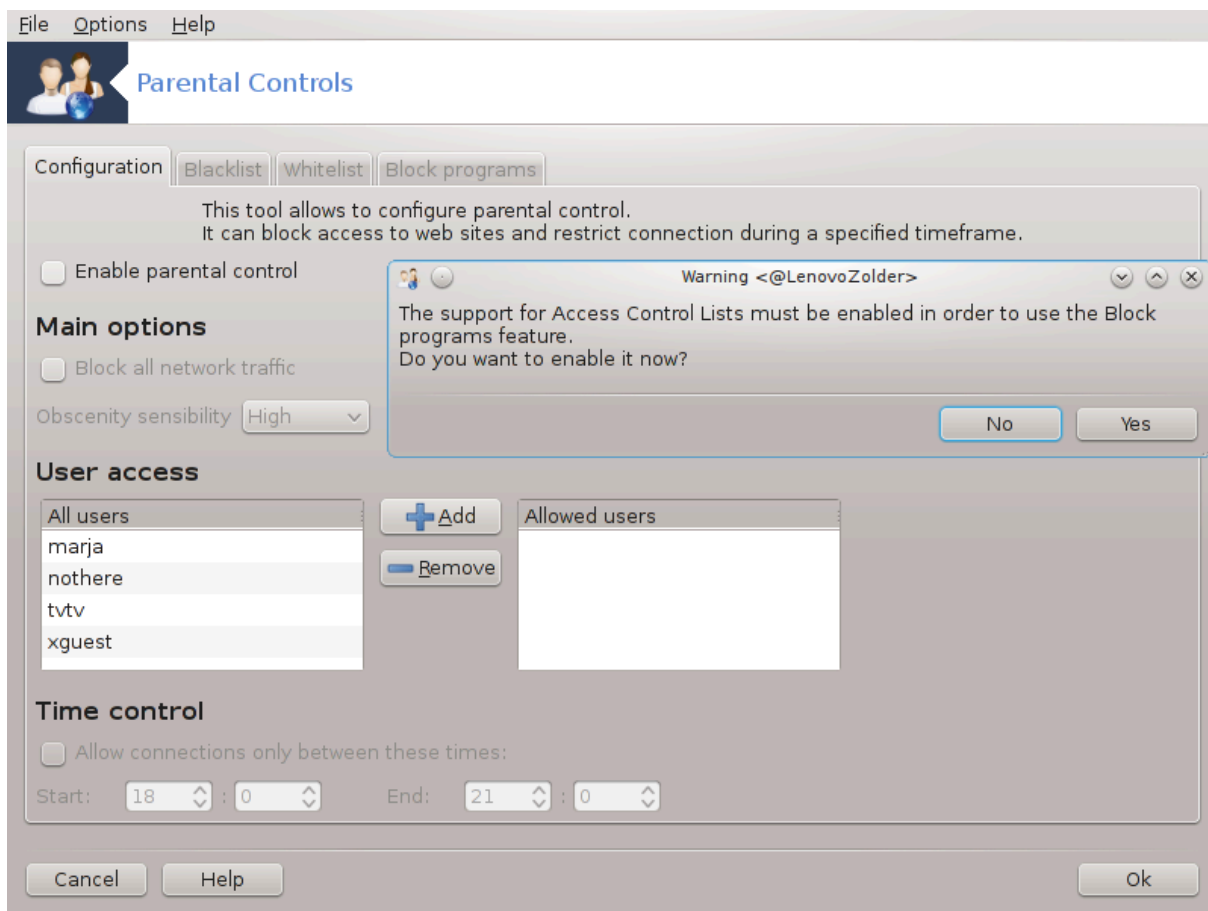 File Options Help
Parental Controls
Configuration Blacklist Whitelist Block programs
This tool allows to configure parental control.
It can block access to web sites and restrict connection during a specified timeframe.
Enable parental control
Warning <@LenovoZolder>
The support for Access Control Lists must be enabled in order to use the Block
programs feature.
Do you want to enable it now?
No Yes
Main options
Block all network traffic
Obscenity sensibility High
User access
All users
marja
nothere
tvtv
xguest
Add
Remove
Allowed users
Time control
Allow connections only between these times:
Start: 18 : 0 End: 21 : 0
Cancel Help Ok